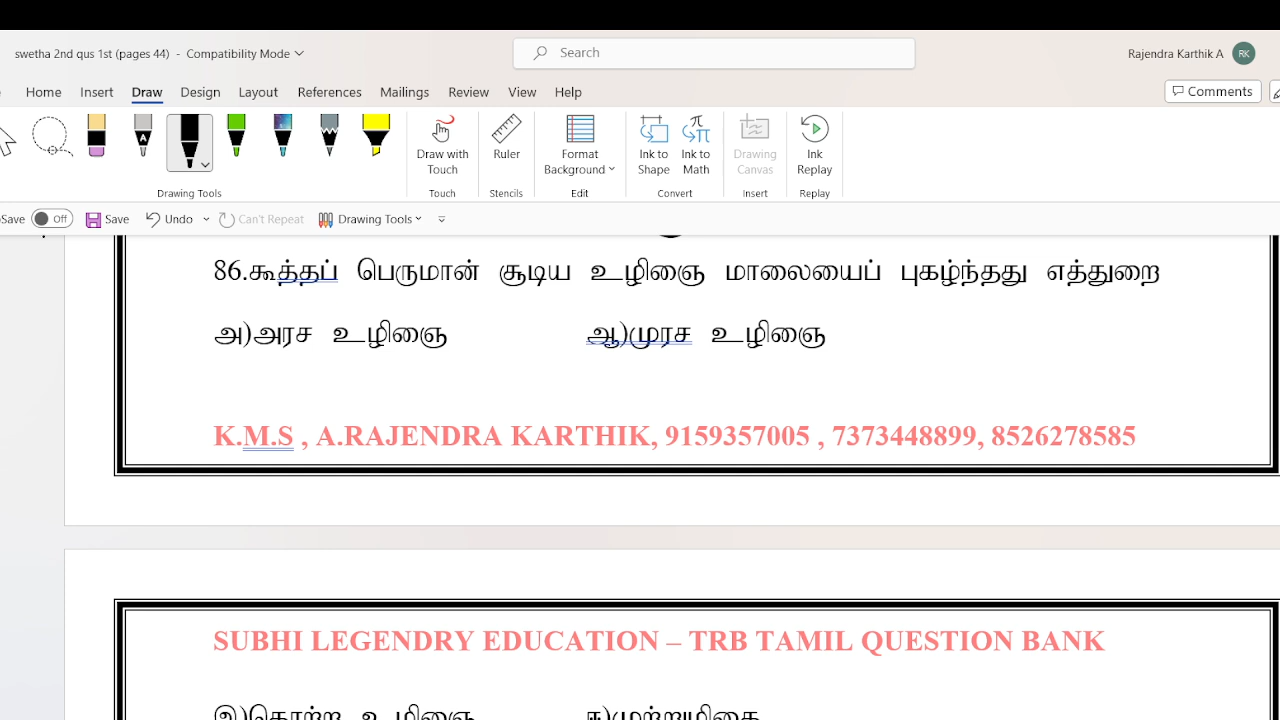 swetha 2nd qus 1st (pages 44) - Compatibility Mode
Search
Rajendra Karthik A RK
Home Insert Draw Design Layout References Mailings Review View Help
Comments
Draw with Touch
Ruler
Format Background
Ink to Shape
Ink to Math
Drawing Canvas
Ink Replay
Drawing Tools Touch Stencils Edit Convert Insert Replay
Save Off Save Undo Can't Repeat Drawing Tools
86.கூத்தப் பெருமான் சூடிய உழிஞை மாலையைப் புகழ்ந்தது எத்துறை
அ)அரச உழிஞை ஆ)முரச உழிஞை
K.M.S , A.RAJENDRA KARTHIK, 9159357005 , 7373448899, 8526278585
SUBHI LEGENDRY EDUCATION – TRB TAMIL QUESTION BANK
இ)கொற்ற உழிஞை ஈ)முற்றுழிகை